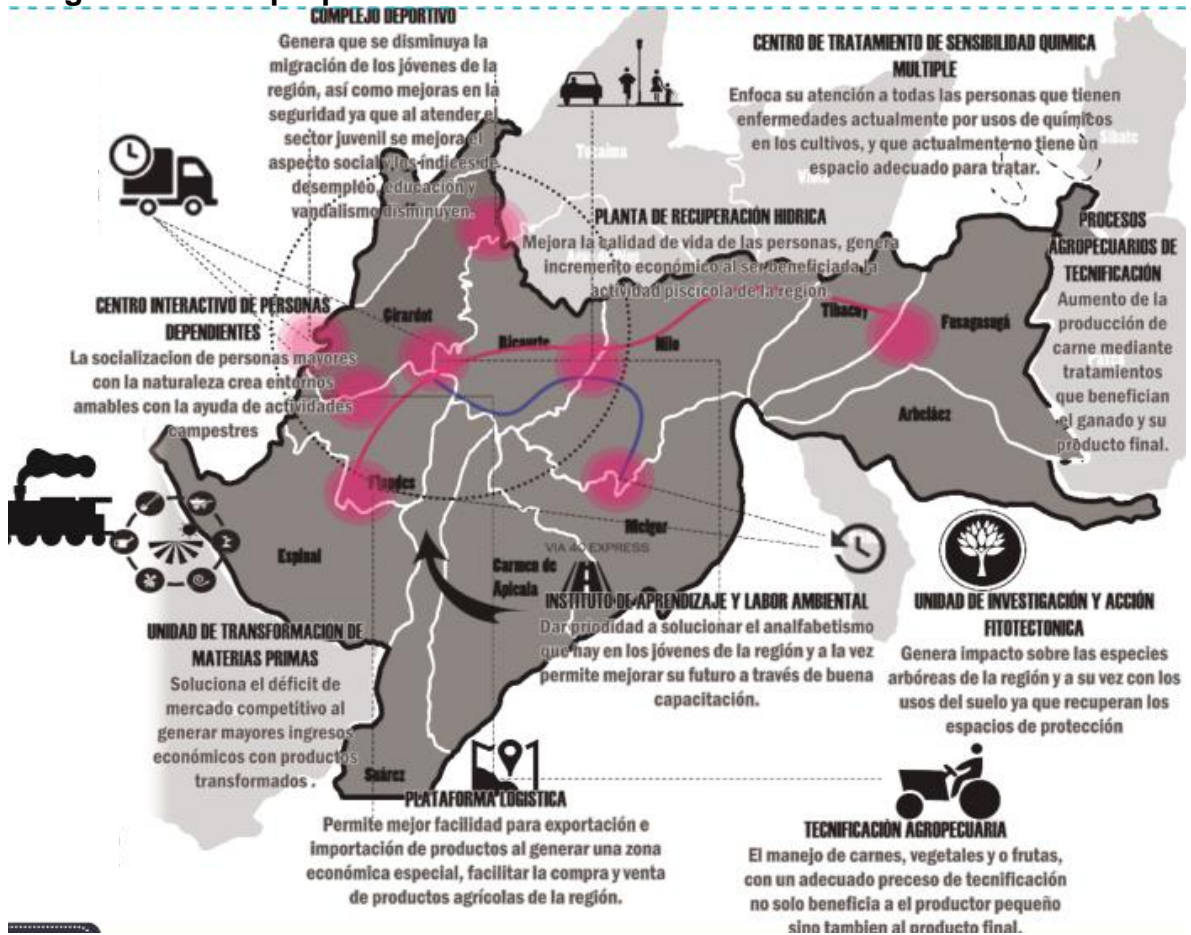 COMPLEJO DEPORTIVO
Genera que se disminuya la
migración de los jóvenes de la
región, así como mejoras en la
seguridad ya que al atender el
sector juvenil se mejora el
aspecto social y los índices de
desempleo, educación y
vandalismo disminuyen.
CENTRO DE TRATAMIENTO DE SENSIBILIDAD QUIMICA
MULTIPLE
Enfoca su atención a todas las personas que tienen
enfermedades actualmente por usos de químicos
en los cultivos, y que actualmente no tiene un
espacio adecuado para tratar.
Tocaima
Sibate
PLANTA DE RECUPERACIÓN HIDRICA
Mejora la calidad de vida de las personas, genera
incremento económico al ser beneficiada la
actividad piscicola de la región.
PROCESOS
AGROPECUARIOS DE
TECNIFICACIÓN
Aumento de la
producción de
carne mediante
tratamientos
que benefician
el ganado y su
producto final.
CENTRO INTERACTIVO DE PERSONAS
DEPENDIENTES
La socializacion de personas mayores
con la naturaleza crea entornos
amables con la ayuda de actividades
campestres
Girardot
Ricaurte
Nilo
Tibacuy
Fusagasugá
Arbeláez
Flandes
Espinal
Melgar
Carmen de
Apicala
Suárez
VIA 40 EXPRESS
INSTITUTO DE APRENDIZAJE Y LABOR AMBIENTAL
Dar prioidad a solucionar el analfabetismo
que hay en los jóvenes de la región y a la vez
permite mejorar su futuro a través de buena
capacitación.
UNIDAD DE INVESTIGACIÓN Y ACCIÓN
FITOTECTONICA
Genera impacto sobre las especies
arbóreas de la región y a su vez con los
usos del suelo ya que recuperan los
espacios de protección
UNIDAD DE TRANSFORMACION DE
MATERIAS PRIMAS
Soluciona el déficit de
mercado competitivo al
generar mayores ingresos
económicos con productos
transformados .
PLATAFORMA LOGISTICA
Permite mejor facilidad para exportación e
importación de productos al generar una zona
económica especial, facilitar la compra y venta
de productos agrícolas de la región.
TECNIFICACIÓN AGROPECUARIA
El manejo de carnes, vegetales y o frutas,
con un adecuado preceso de tecnificación
no solo beneficia a el productor pequeño
sino tambien al producto final.